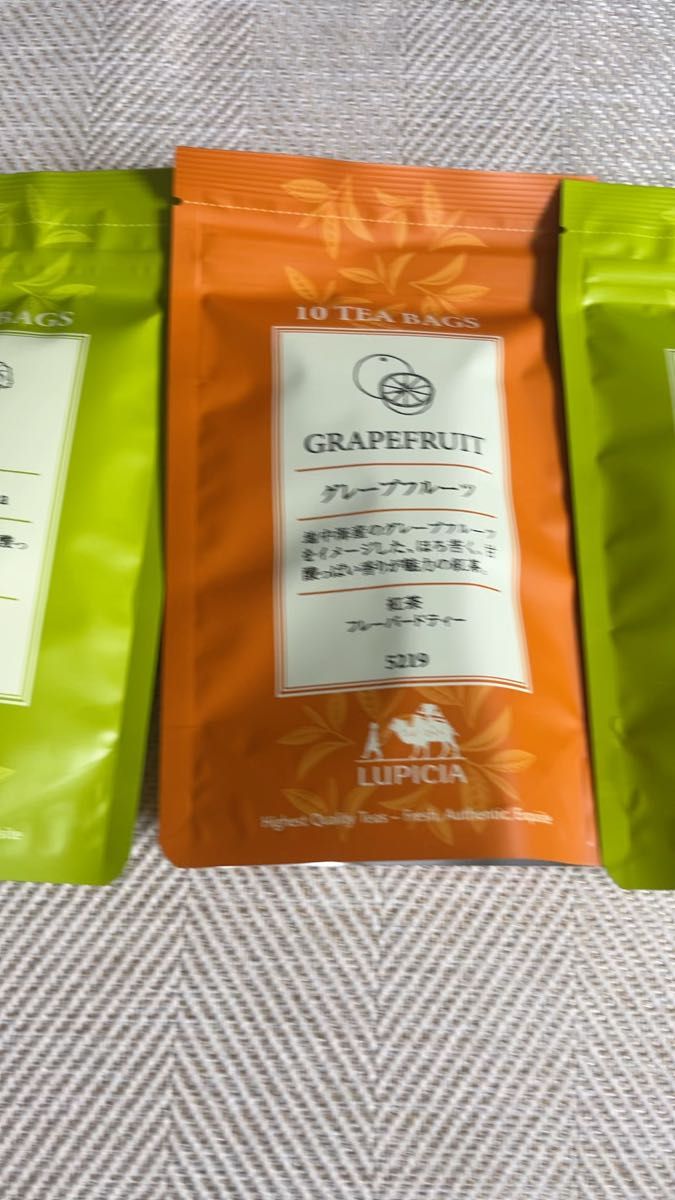 BAGS
10 TEA BAGS
GRAPEFRUIT
グレープフルーツ
地中海産のグレープフルーツ
をイメージした、ほろ苦く、甘
酸っぱい香りが魅力の紅茶。
紅茶
フレーバードティー
5219
LUPICIA
Highest Quality Teas - Fresh, Authentic, Exquisite